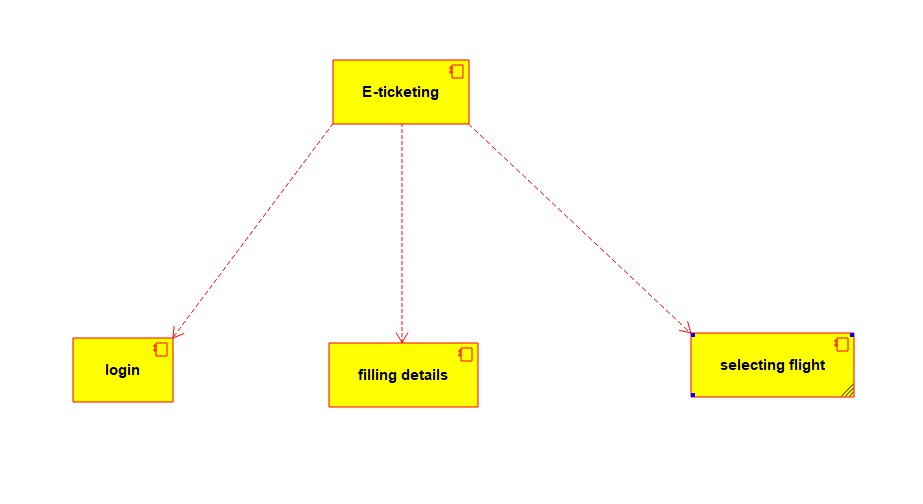 E-ticketing
login
filling details
selecting flight